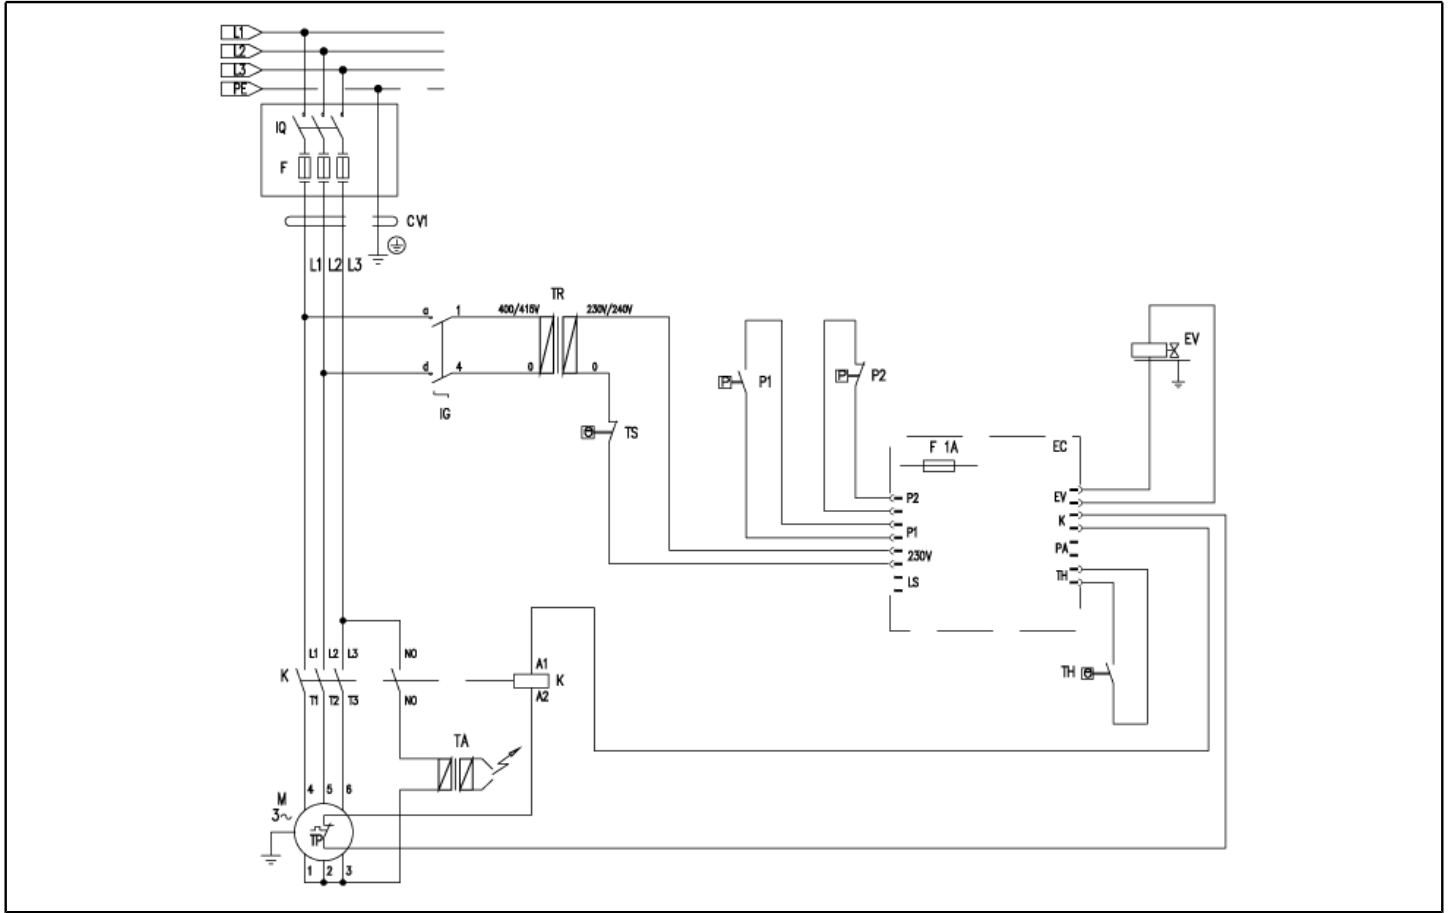 L1
L2
L3
PE
IQ
F
CV1
L1 L2 L3
TR
a 1 400/415V 230V/240V
d 4 0 0
IG
TS
P P1
P P2
EV
F 1A EC
P2
P1
230V
LS
EV
K
PA
TH
TH
L1 L2 L3 NO
K
T1 T2 T3 NO
A1
K
A2
TA
4 5 6
M
3~
TP
1 2 3